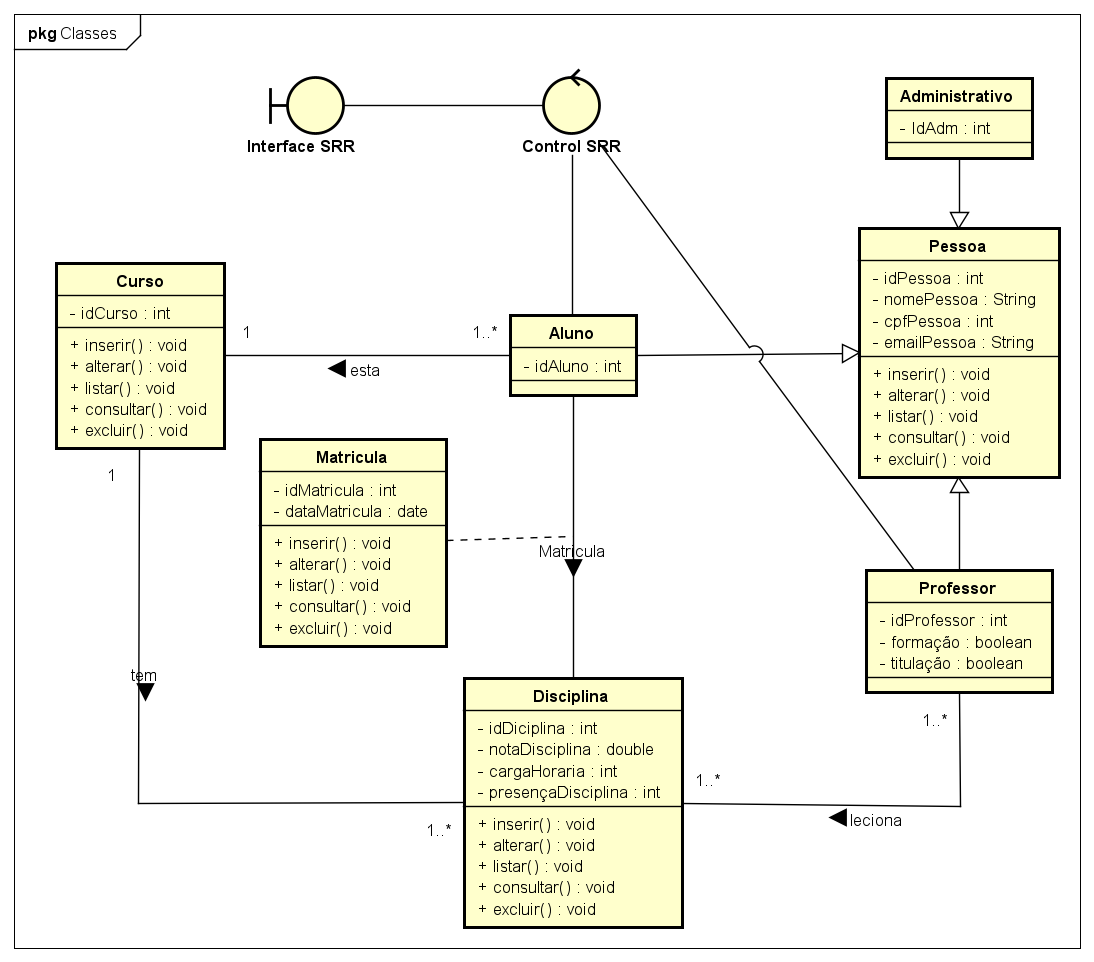 pkg Classes
Interface SRR
Control SRR
Administrativo
- IdAdm : int
Pessoa
- idPessoa : int
- nomePessoa : String
- cpfPessoa : int
- emailPessoa : String
+ inserir() : void
+ alterar() : void
+ listar() : void
+ consultar() : void
+ excluir() : void
Curso
- idCurso : int
+ inserir() : void
+ alterar() : void
+ listar() : void
+ consultar() : void
+ excluir() : void
1
1..*
esta
Aluno
- idAluno : int
1
Matricula
- idMatricula : int
- dataMatricula : date
+ inserir() : void
+ alterar() : void
+ listar() : void
+ consultar() : void
+ excluir() : void
Matricula
Professor
- idProfessor : int
- formação : boolean
- titulação : boolean
tem
1..*
Disciplina
- idDiciplina : int
- notaDisciplina : double
- cargaHoraria : int
- presençaDisciplina : int
+ inserir() : void
+ alterar() : void
+ listar() : void
+ consultar() : void
+ excluir() : void
1..*
1..*
leciona